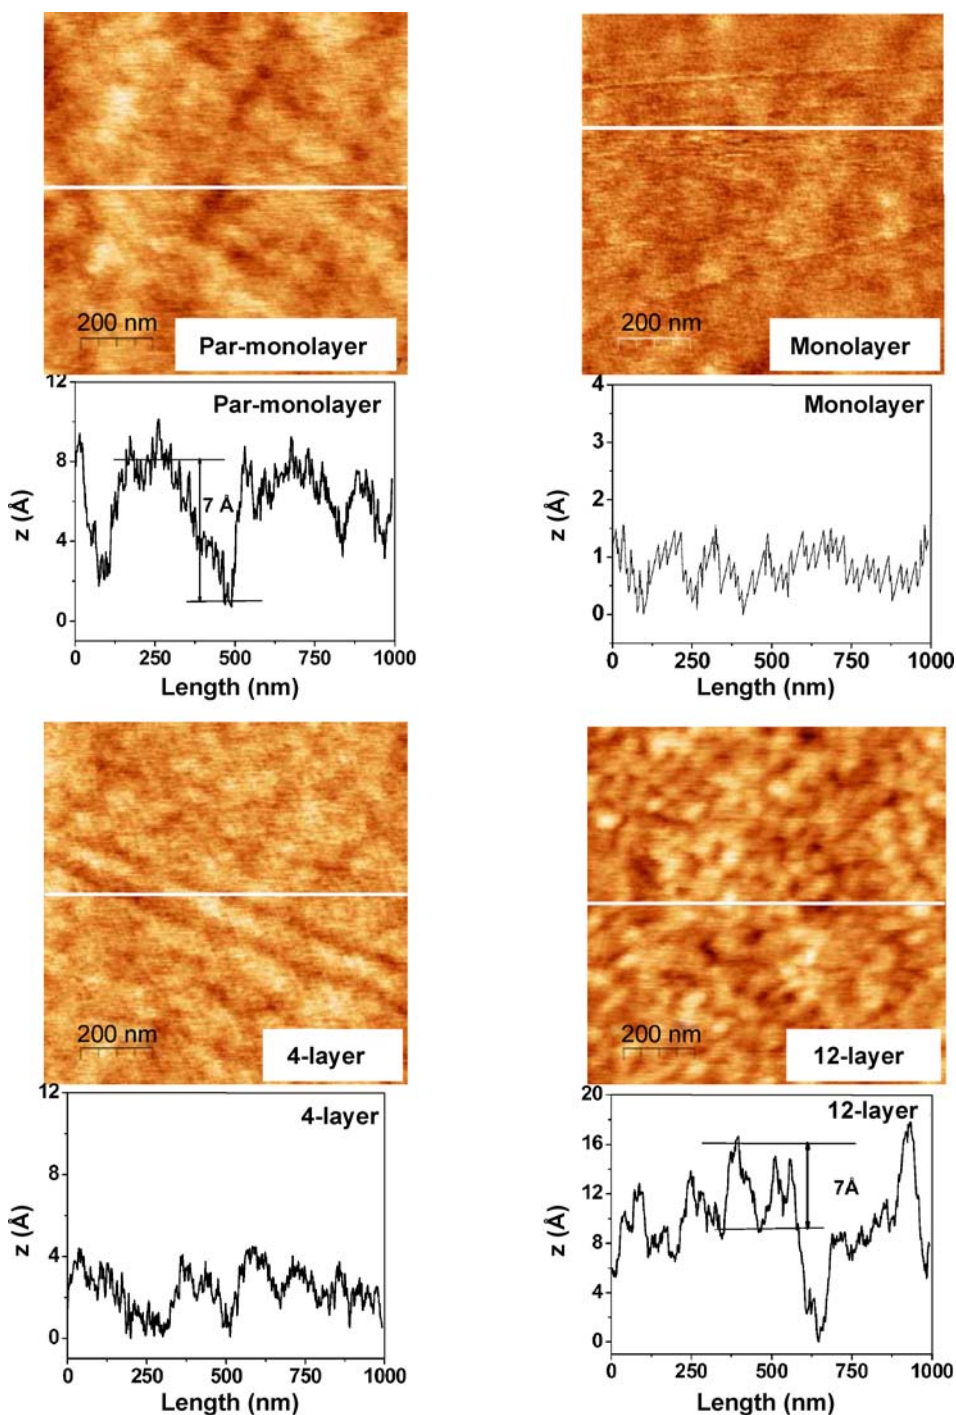 200 nm
Par-monolayer
200 nm
Monolayer
12
8
4
0
z (Å)
Par-monolayer
7 Å
0 250 500 750 1000
Length (nm)
4
3
2
1
0
z (Å)
Monolayer
0 250 500 750 1000
Length (nm)
200 nm
4-layer
200 nm
12-layer
12
8
4
0
z (Å)
4-layer
0 250 500 750 1000
Length (nm)
20
16
12
8
4
0
z (Å)
12-layer
7Å
0 250 500 750 1000
Length (nm)